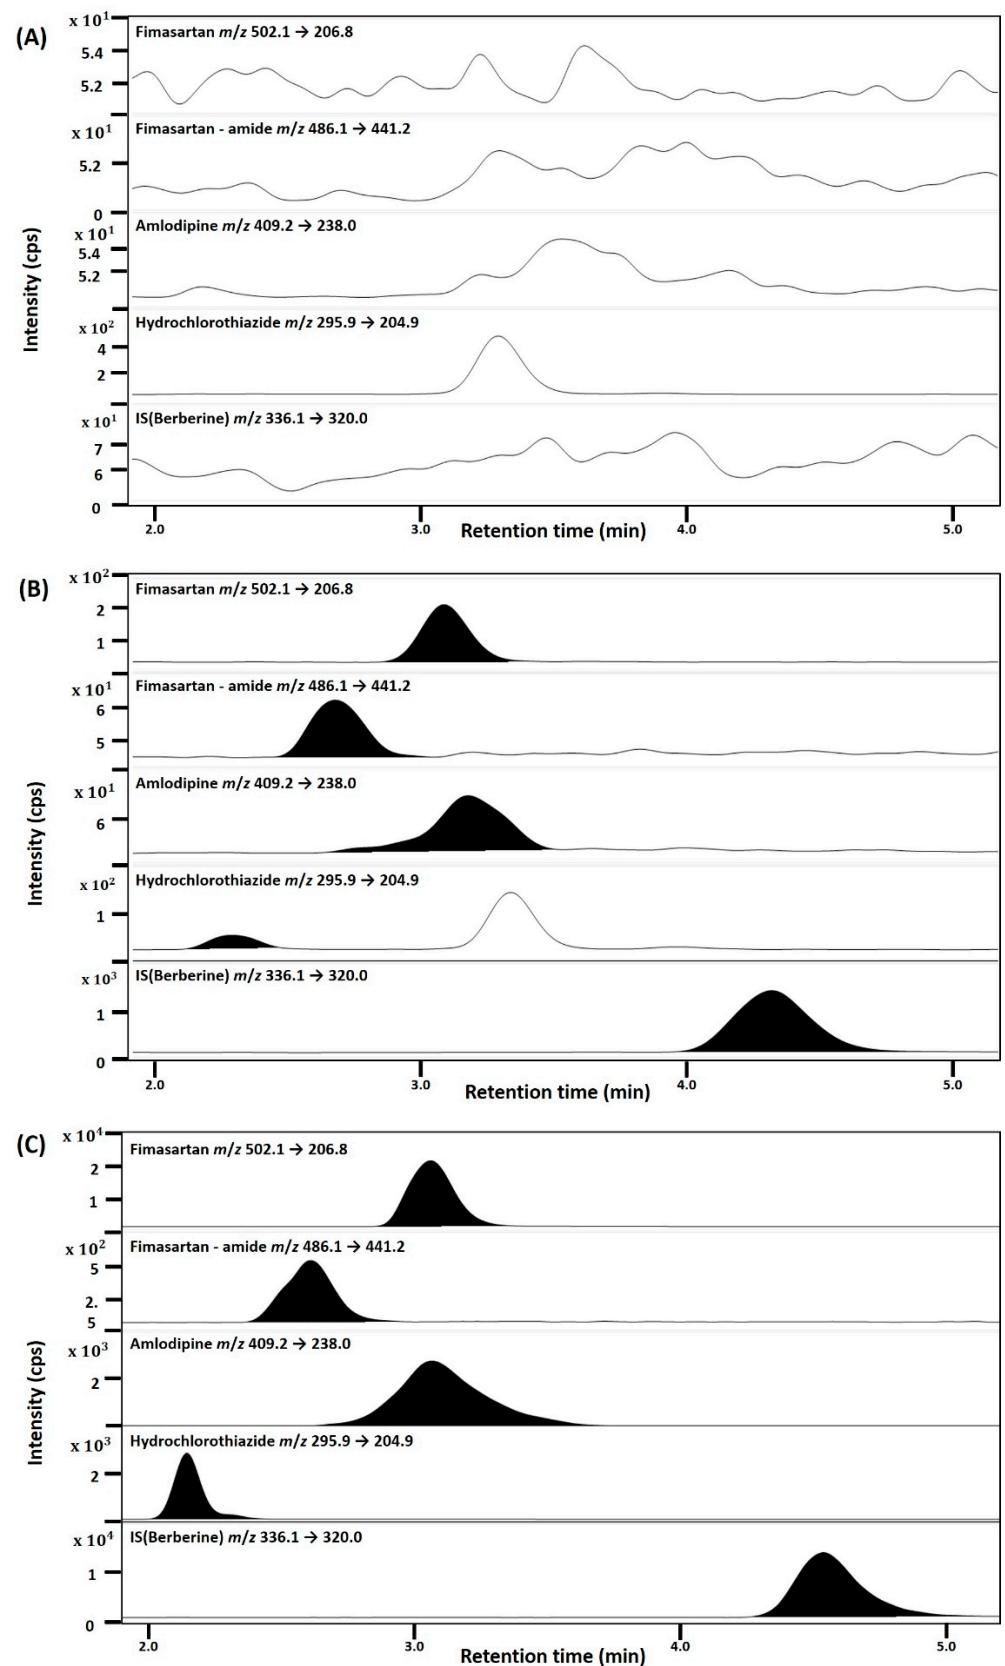 (A)
x 10¹
Fimasartan m/z 502.1 → 206.8
5.4
5.2
x 10¹
Fimasartan - amide m/z 486.1 → 441.2
5.2
0
x 10¹
Amlodipine m/z 409.2 → 238.0
5.4
5.2
x 10²
Hydrochlorothiazide m/z 295.9 → 204.9
4
2
x 10¹
IS(Berberine) m/z 336.1 → 320.0
7
6
0
Intensity (cps)
2.0 3.0 4.0 5.0
Retention time (min)
(B)
x 10²
Fimasartan m/z 502.1 → 206.8
2
1
x 10¹
Fimasartan - amide m/z 486.1 → 441.2
6
5
x 10¹
Amlodipine m/z 409.2 → 238.0
6
x 10²
Hydrochlorothiazide m/z 295.9 → 204.9
1
x 10³
IS(Berberine) m/z 336.1 → 320.0
1
0
Intensity (cps)
2.0 3.0 4.0 5.0
Retention time (min)
(C)
x 10⁴
Fimasartan m/z 502.1 → 206.8
2
1
x 10²
Fimasartan - amide m/z 486.1 → 441.2
5
2.
5
x 10³
Amlodipine m/z 409.2 → 238.0
2
x 10³
Hydrochlorothiazide m/z 295.9 → 204.9
2
x 10⁴
IS(Berberine) m/z 336.1 → 320.0
1
0
Intensity (cps)
2.0 3.0 4.0 5.0
Retention time (min)